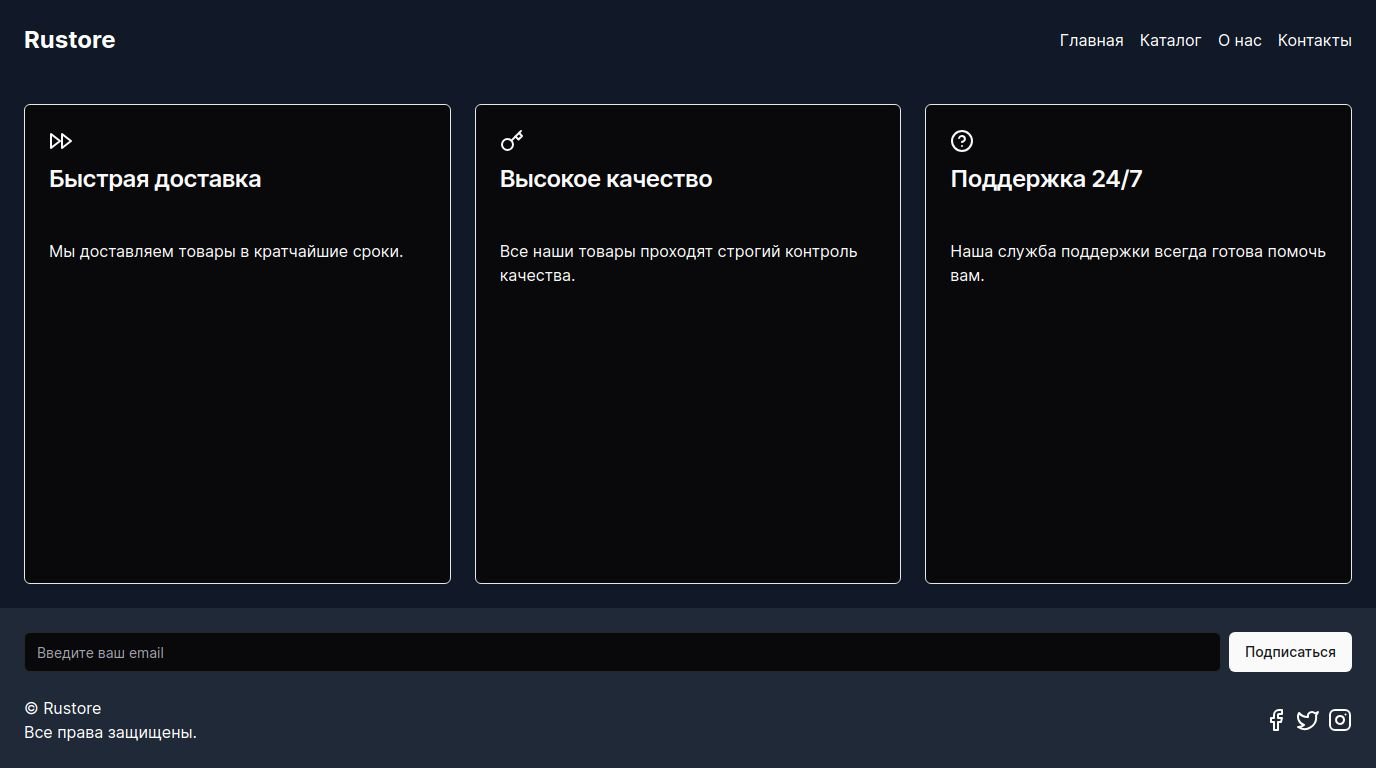 Rustore
Главная Каталог О нас Контакты
Быстрая доставка
Мы доставляем товары в кратчайшие сроки.
Высокое качество
Все наши товары проходят строгий контроль
качества.
Поддержка 24/7
Наша служба поддержки всегда готова помочь
вам.
Введите ваш email
Подписаться
© Rustore
Все права защищены.